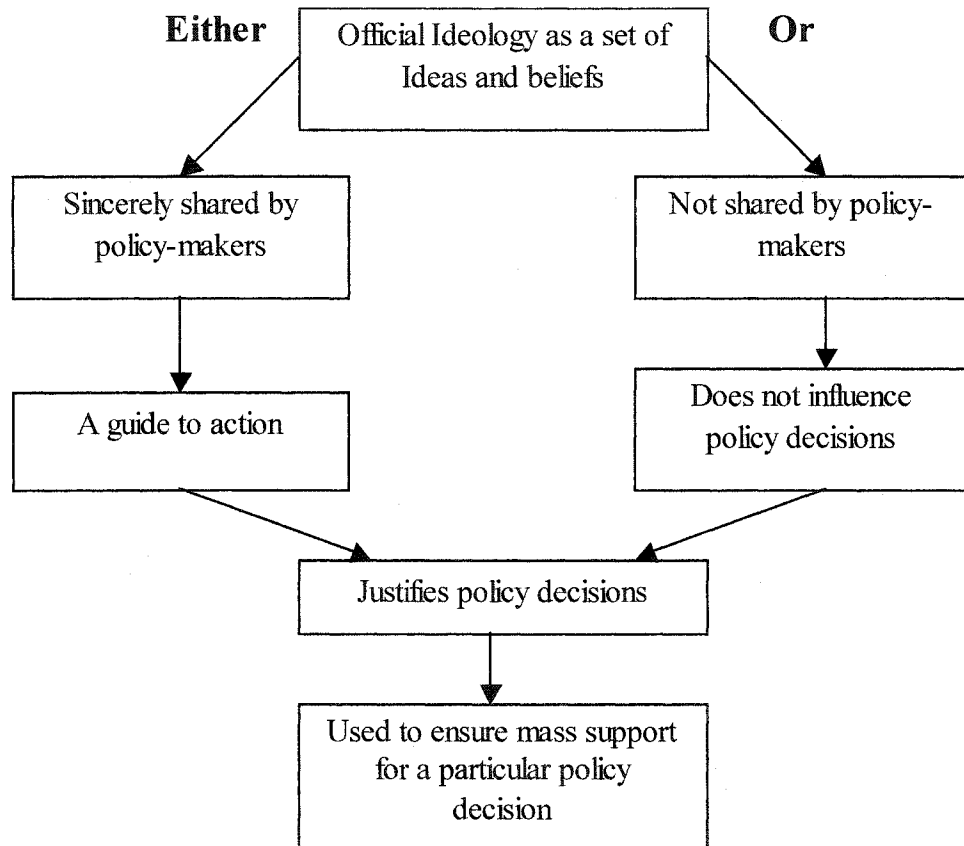 Either
Official Ideology as a set of
Ideas and beliefs
Or
Sincerely shared by
policy-makers
Not shared by policy-
makers
A guide to action
Does not influence
policy decisions
Justifies policy decisions
Used to ensure mass support
for a particular policy
decision